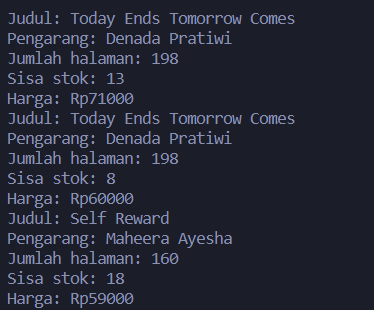 Judul: Today Ends Tomorrow Comes
Pengarang: Denada Pratiwi
Jumlah halaman: 198
Sisa stok: 13
Harga: Rp71000
Judul: Today Ends Tomorrow Comes
Pengarang: Denada Pratiwi
Jumlah halaman: 198
Sisa stok: 8
Harga: Rp60000
Judul: Self Reward
Pengarang: Maheera Ayesha
Jumlah halaman: 160
Sisa stok: 18
Harga: Rp59000